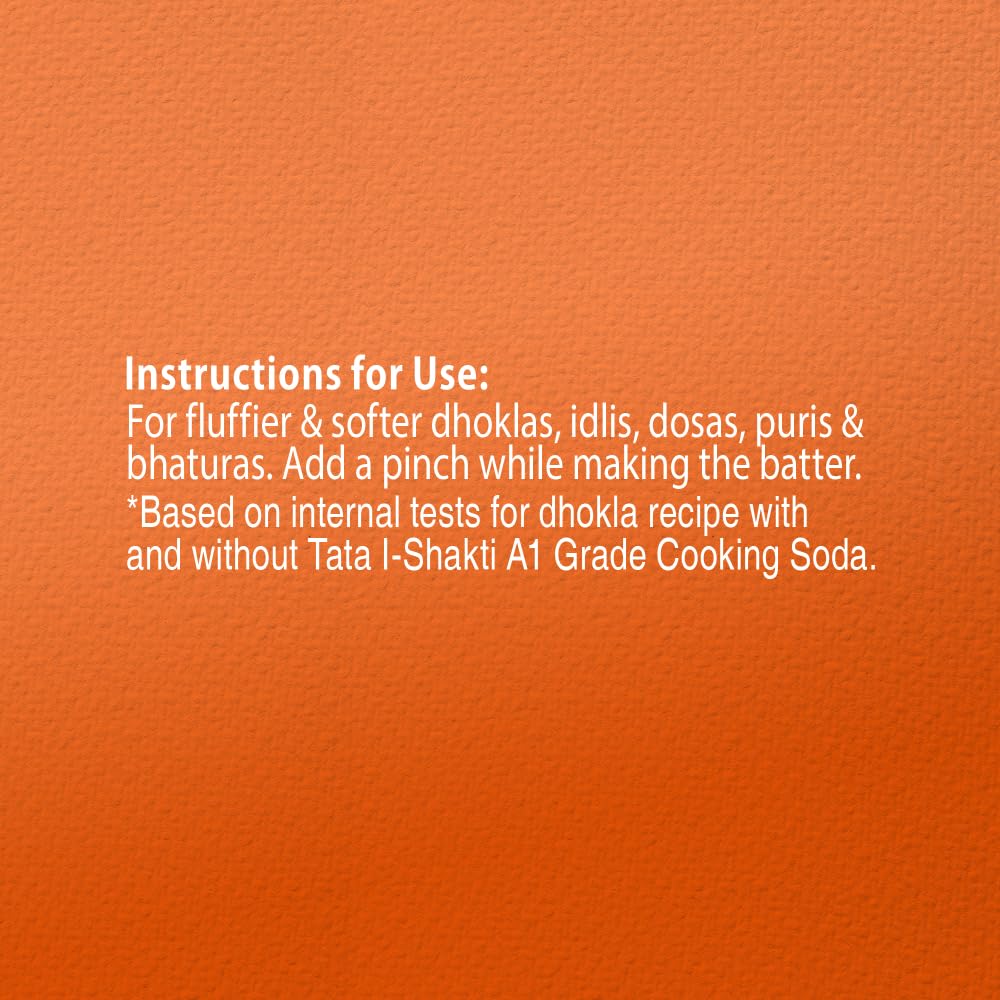 Instructions for Use:
For fluffier & softer dhoklas, idlis, dosas, puris &
bhaturas. Add a pinch while making the batter.
*Based on internal tests for dhokla recipe with
and without Tata I-Shakti A1 Grade Cooking Soda.